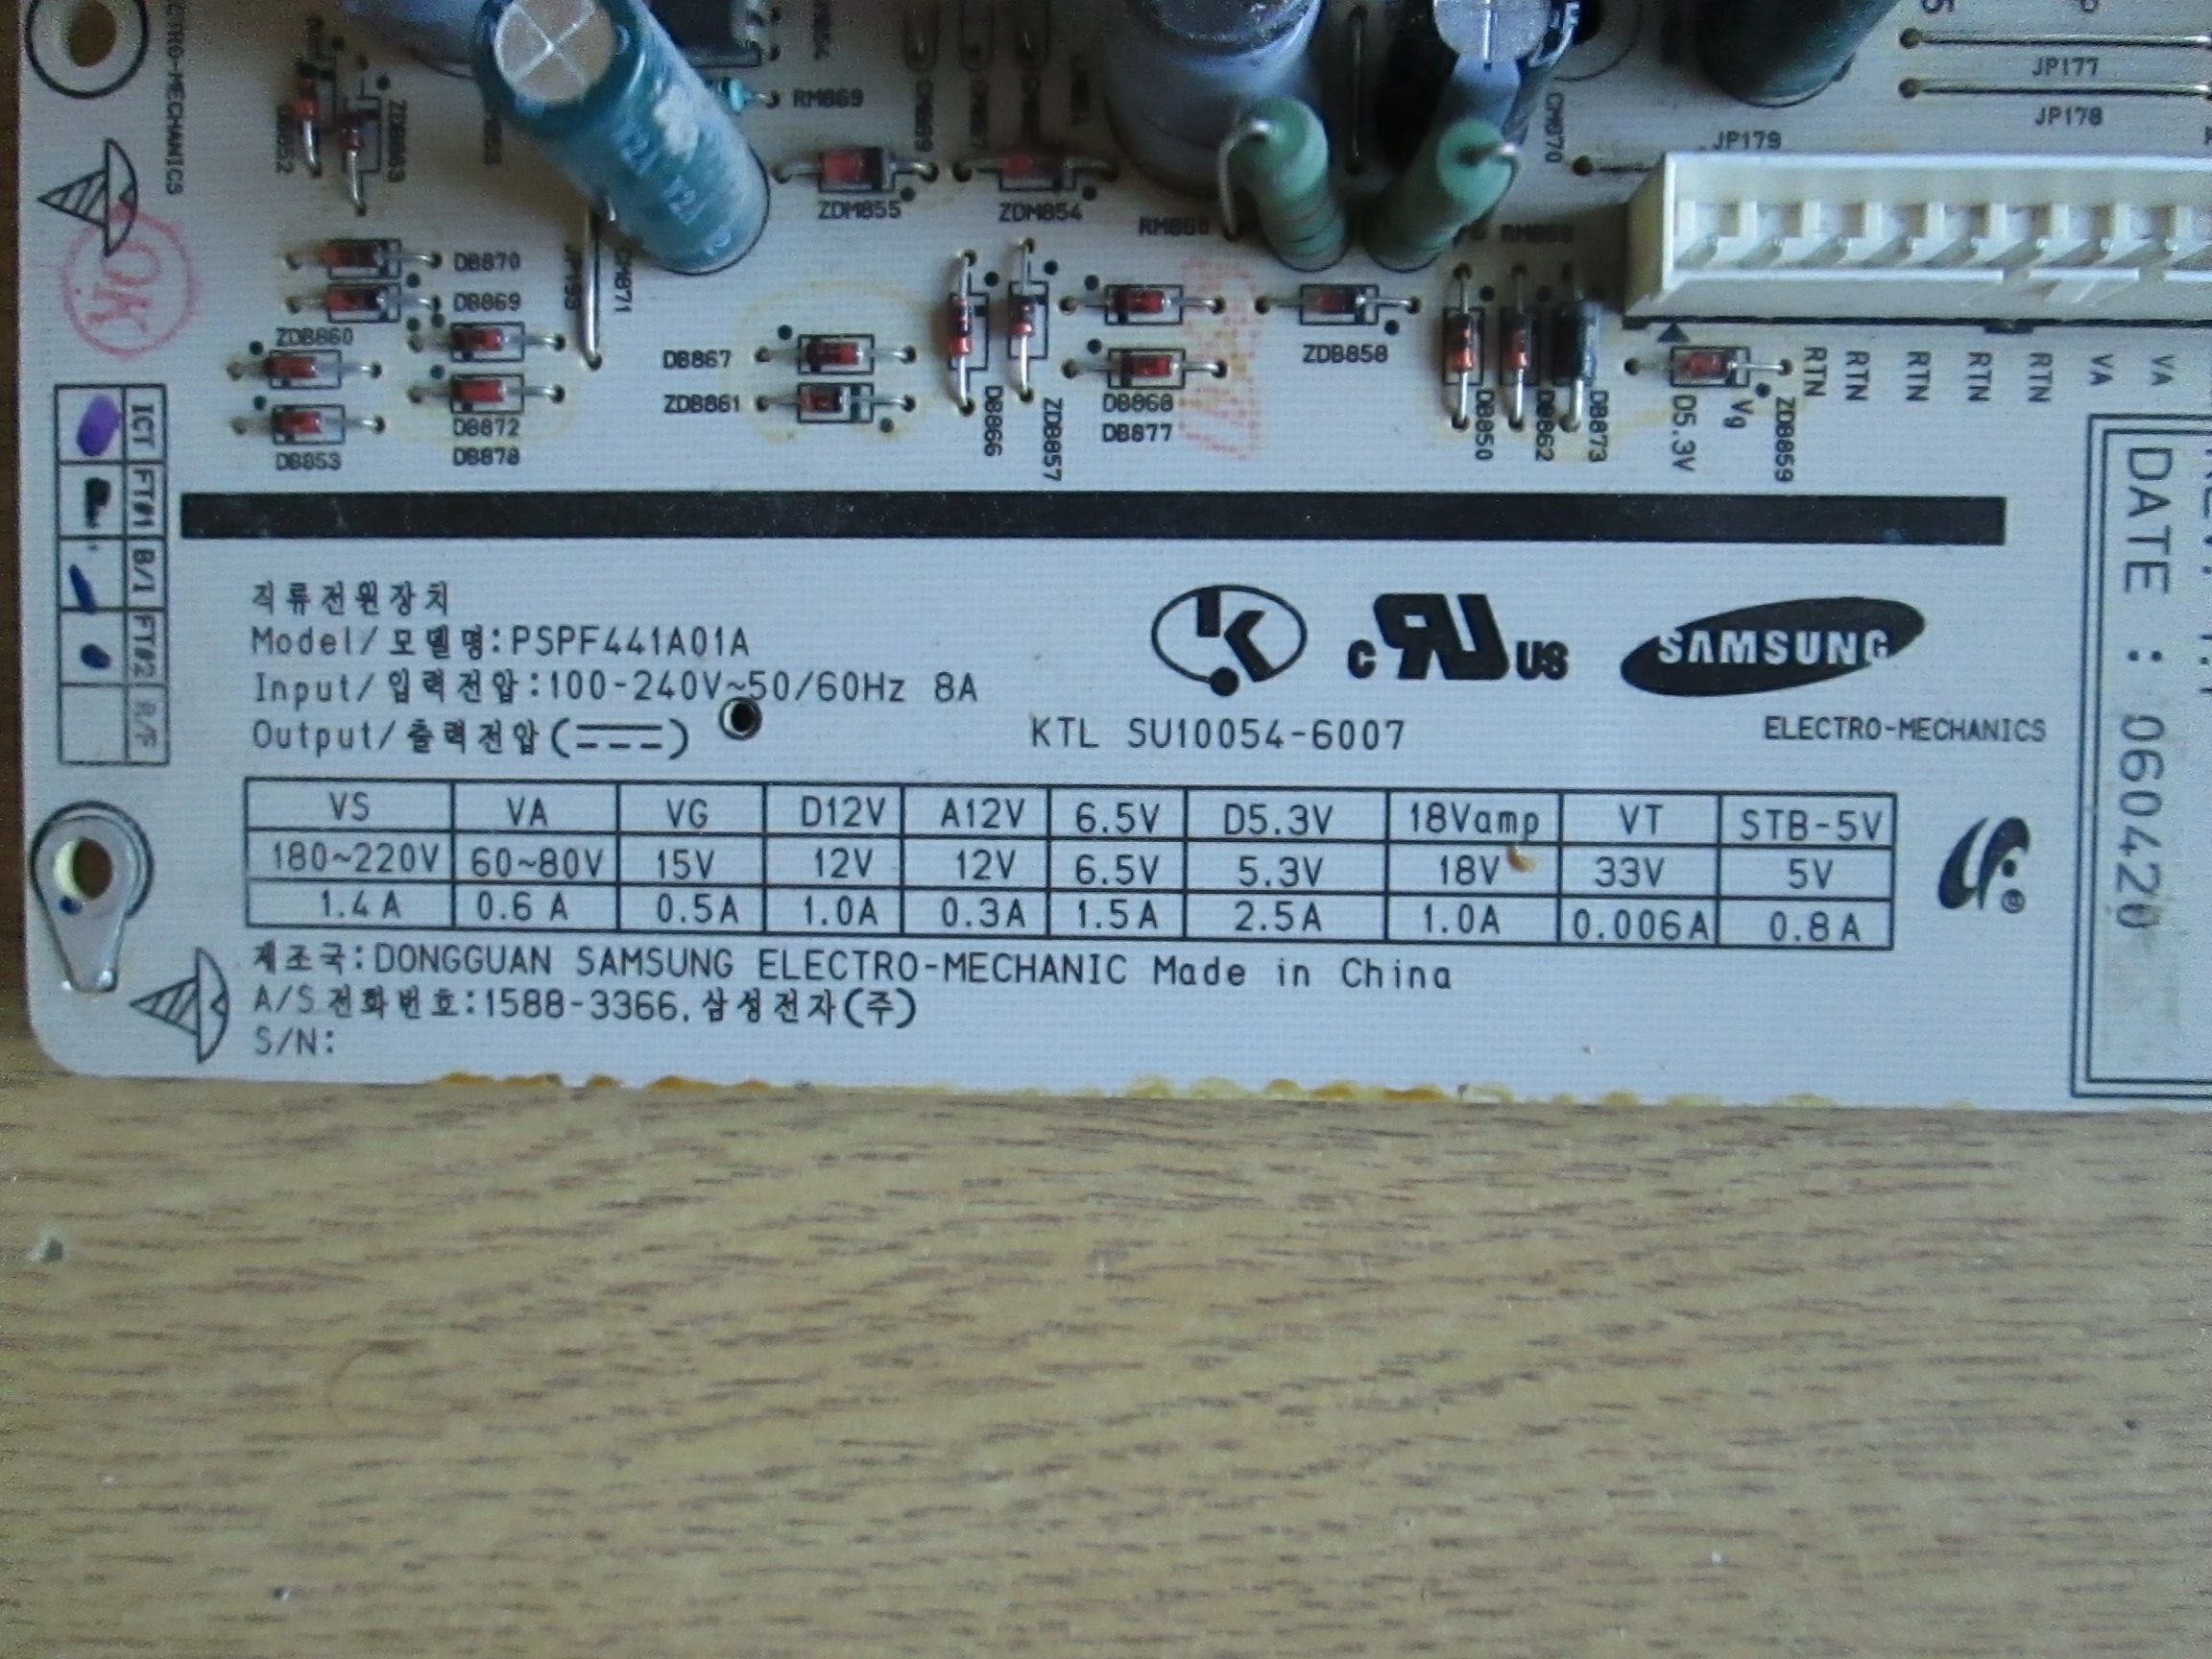 JP177
JP178
JP179
RM869
ZDB863
ZDM855
ZDM854
RM860
CM870
DB870
DB869
ZDB860
DB853
DB872
DB878
JP193
CM871
DB867
ZDB861
DB866
ZDB857
DB868
DB877
ZDB858
DB850
DB862
DB873
D5.3V
Vg
ZDB859
RTN
RTN
RTN
RTN
RTN
VA
VA
OK
ICT
FT#1
B/I
FT#2
R/F
DATE : 060420
직류전원장치
Model/모델명:PSPF441A01A
Input/입력전압:100-240V~50/60Hz 8A
Output/출력전압(⎓)
KTL SU10054-6007
c RU US
SAMSUNG
ELECTRO-MECHANICS
VS VA VG D12V A12V 6.5V D5.3V 18Vamp VT STB-5V
180~220V 60~80V 15V 12V 12V 6.5V 5.3V 18V 33V 5V
1.4A 0.6A 0.5A 1.0A 0.3A 1.5A 2.5A 1.0A 0.006A 0.8A
제조국:DONGGUAN SAMSUNG ELECTRO-MECHANIC Made in China
A/S전화번호:1588-3366.삼성전자(주)
S/N: